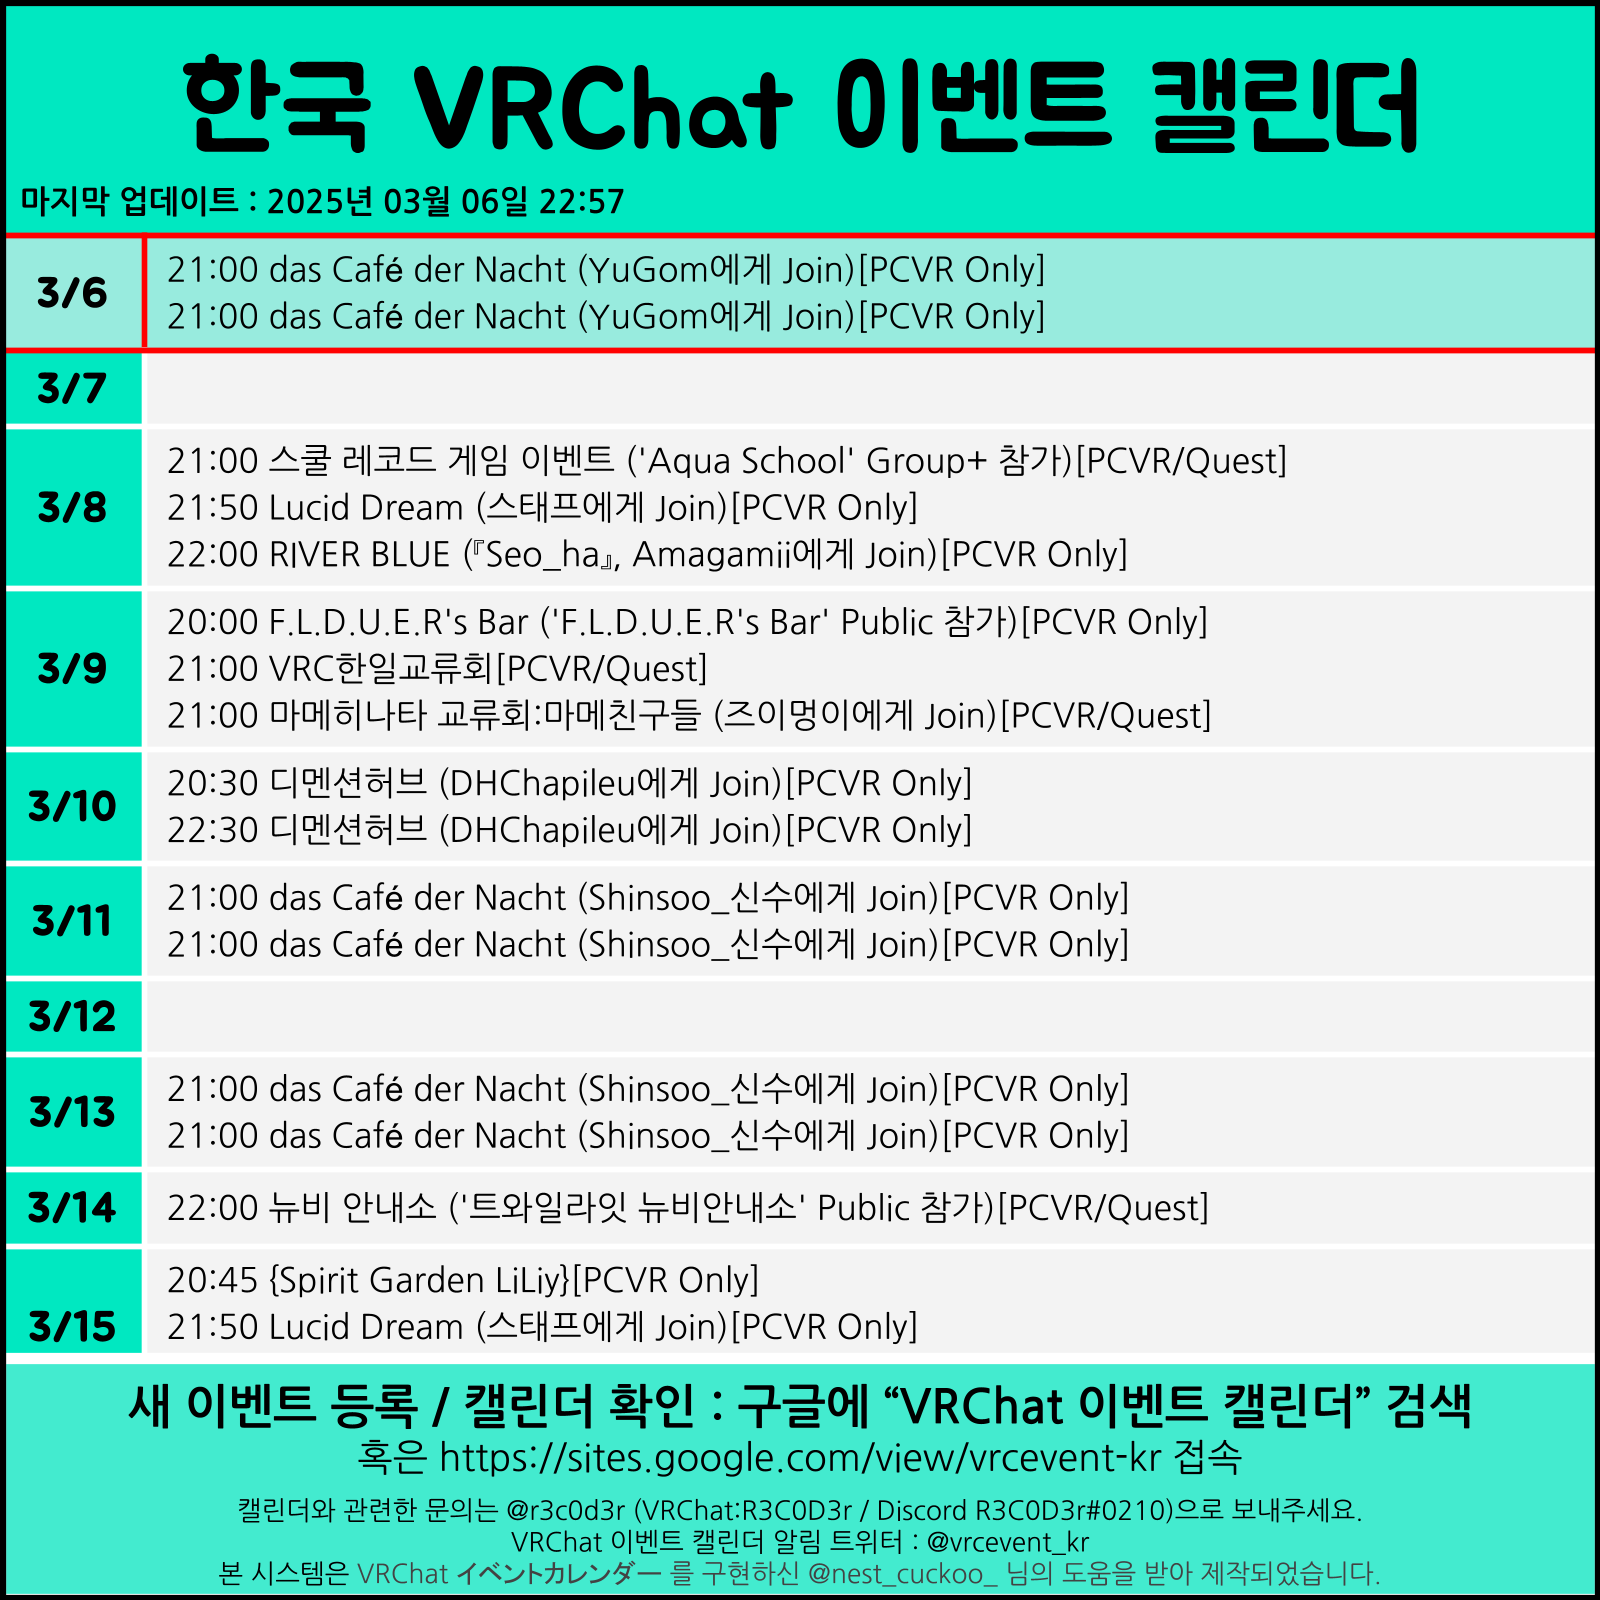 한국 VRChat 이벤트 캘린더
마지막 업데이트 : 2025년 03월 06일 22:57
3/6
21:00 das Café der Nacht (YuGom에게 Join)[PCVR Only]
21:00 das Café der Nacht (YuGom에게 Join)[PCVR Only]
3/7
3/8
21:00 스쿨 레코드 게임 이벤트 ('Aqua School' Group+ 참가)[PCVR/Quest]
21:50 Lucid Dream (스태프에게 Join)[PCVR Only]
22:00 RIVER BLUE (『Seo_ha』, Amagamii에게 Join)[PCVR Only]
3/9
20:00 F.L.D.U.E.R's Bar ('F.L.D.U.E.R's Bar' Public 참가)[PCVR Only]
21:00 VRC한일교류회[PCVR/Quest]
21:00 마메히나타 교류회:마메친구들 (즈이멍이에게 Join)[PCVR/Quest]
3/10
20:30 디멘션허브 (DHChapileu에게 Join)[PCVR Only]
22:30 디멘션허브 (DHChapileu에게 Join)[PCVR Only]
3/11
21:00 das Café der Nacht (Shinsoo_신수에게 Join)[PCVR Only]
21:00 das Café der Nacht (Shinsoo_신수에게 Join)[PCVR Only]
3/12
3/13
21:00 das Café der Nacht (Shinsoo_신수에게 Join)[PCVR Only]
21:00 das Café der Nacht (Shinsoo_신수에게 Join)[PCVR Only]
3/14
22:00 뉴비 안내소 ('트와일라잇 뉴비안내소' Public 참가)[PCVR/Quest]
3/15
20:45 {Spirit Garden LiLiy}[PCVR Only]
21:50 Lucid Dream (스태프에게 Join)[PCVR Only]
새 이벤트 등록 / 캘린더 확인 : 구글에 “VRChat 이벤트 캘린더” 검색
혹은 https://sites.google.com/view/vrcevent-kr 접속
캘린더와 관련한 문의는 @r3c0d3r (VRChat:R3C0D3r / Discord R3C0D3r#0210)으로 보내주세요.
VRChat 이벤트 캘린더 알림 트위터 : @vrcevent_kr
본 시스템은 VRChat イベントカレンダー 를 구현하신 @nest_cuckoo_ 님의 도움을 받아 제작되었습니다.